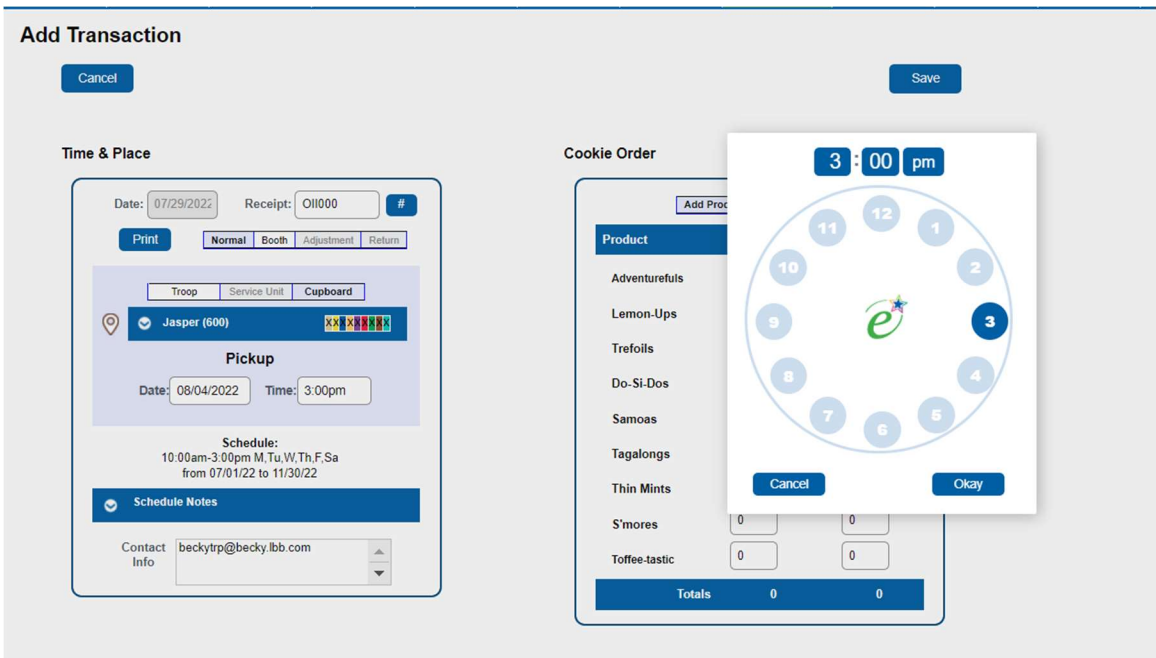 Add Transaction
Cancel
Save
Time & Place
Date: 07/29/2022 Receipt: OII000 #
Print Normal Booth Adjustment Return
Troop Service Unit Cupboard
Jasper (600) XXXXXXXXX
Pickup
Date: 08/04/2022 Time: 3:00pm
Schedule:
10:00am-3:00pm M,Tu,W,Th,F,Sa
from 07/01/22 to 11/30/22
Schedule Notes
Contact Info
beckytrp@becky.lbb.com
Cookie Order
Add
Product
Adventurefuls
Lemon-Ups
Trefoils
Do-Si-Dos
Samoas
Tagalongs
Thin Mints
S'mores 0 0
Toffee-tastic 0 0
Totals 0 0
3 : 00 pm
12
11 1
10 2
9 e 3
8 4
7 5
6
Cancel Okay